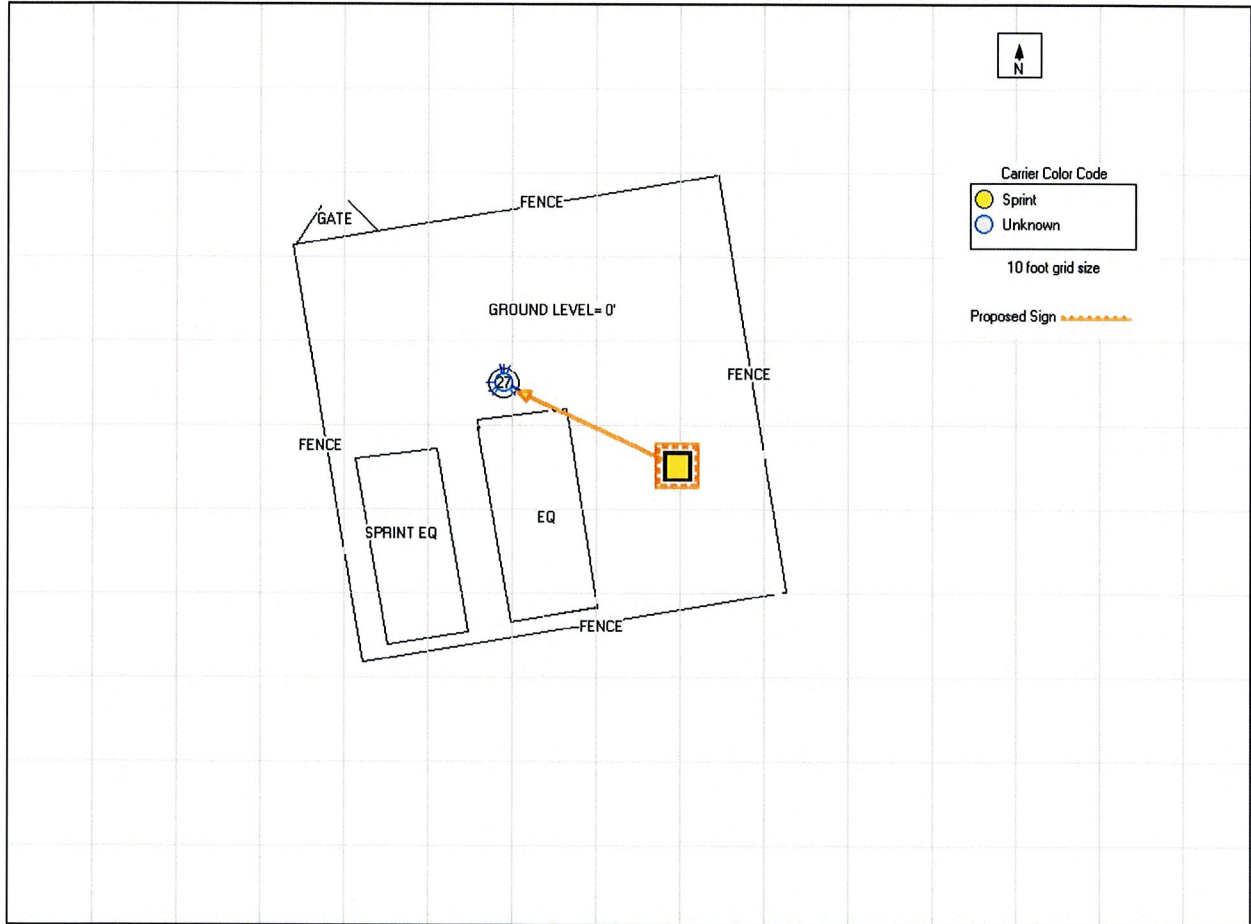 N
Carrier Color Code
Sprint
Unknown
10 foot grid size
Proposed Sign
GATE
FENCE
GROUND LEVEL= 0'
27
FENCE
FENCE
SPRINT EQ
EQ
FENCE